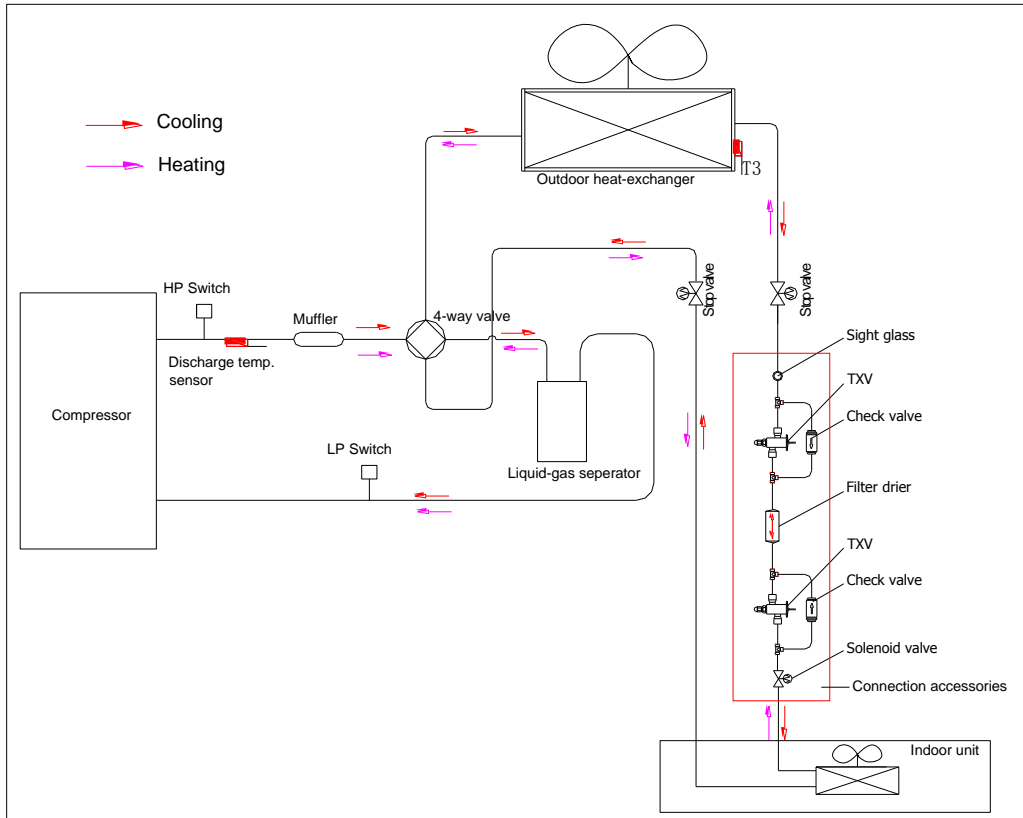 Cooling
Heating
Outdoor heat-exchanger
T3
HP Switch
Muffler
4-way valve
Stop valve
Stop valve
Discharge temp.
sensor
Compressor
LP Switch
Liquid-gas seperator
Sight glass
TXV
Check valve
Filter drier
TXV
Check valve
Solenoid valve
Connection accessories
Indoor unit